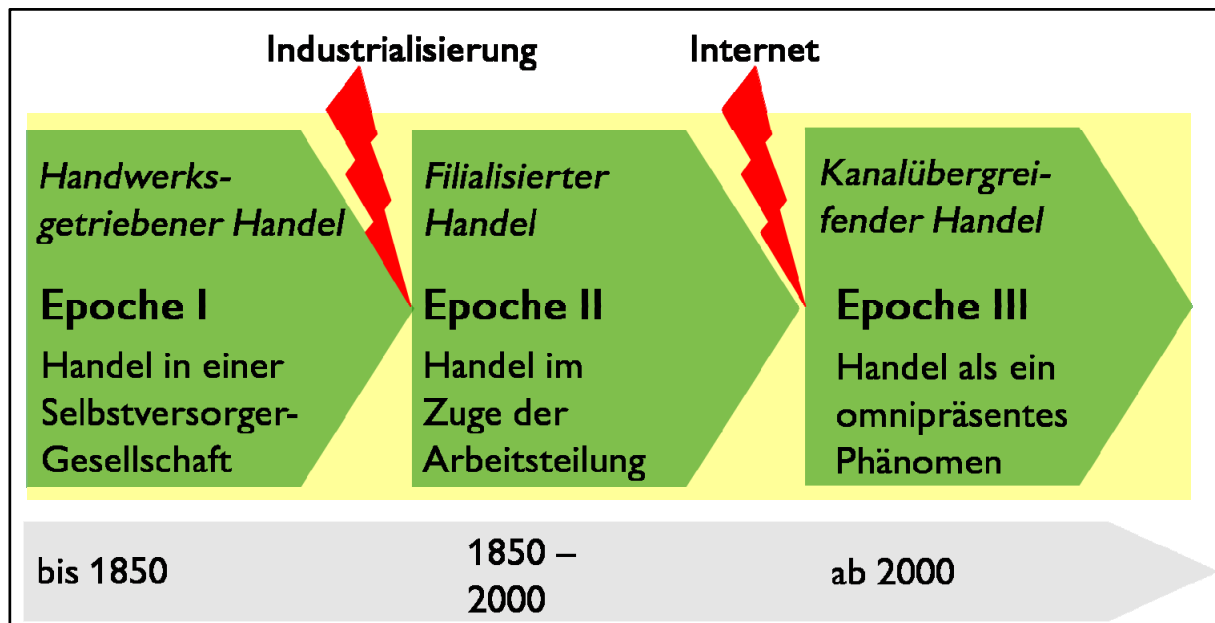 Industrialisierung
Internet
Handwerks-
getriebener Handel
Epoche I
Handel in einer
Selbstversorger-
Gesellschaft
Filialisierter
Handel
Epoche II
Handel im
Zuge der
Arbeitsteilung
Kanalübergrei-
fender Handel
Epoche III
Handel als ein
omnipräsentes
Phänomen
bis 1850
1850 –
2000
ab 2000